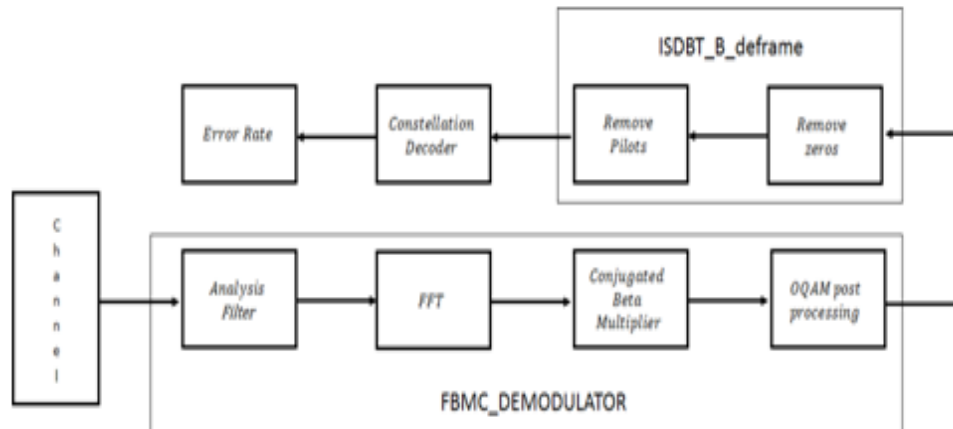 ISDBT_B_deframe
Error Rate
Constellation
Decoder
Remove
Pilots
Remove
zeros
Channel
Analysis
Filter
FFT
Conjugated
Beta
Multiplier
OQAM post
processing
FBMC_DEMODULATOR